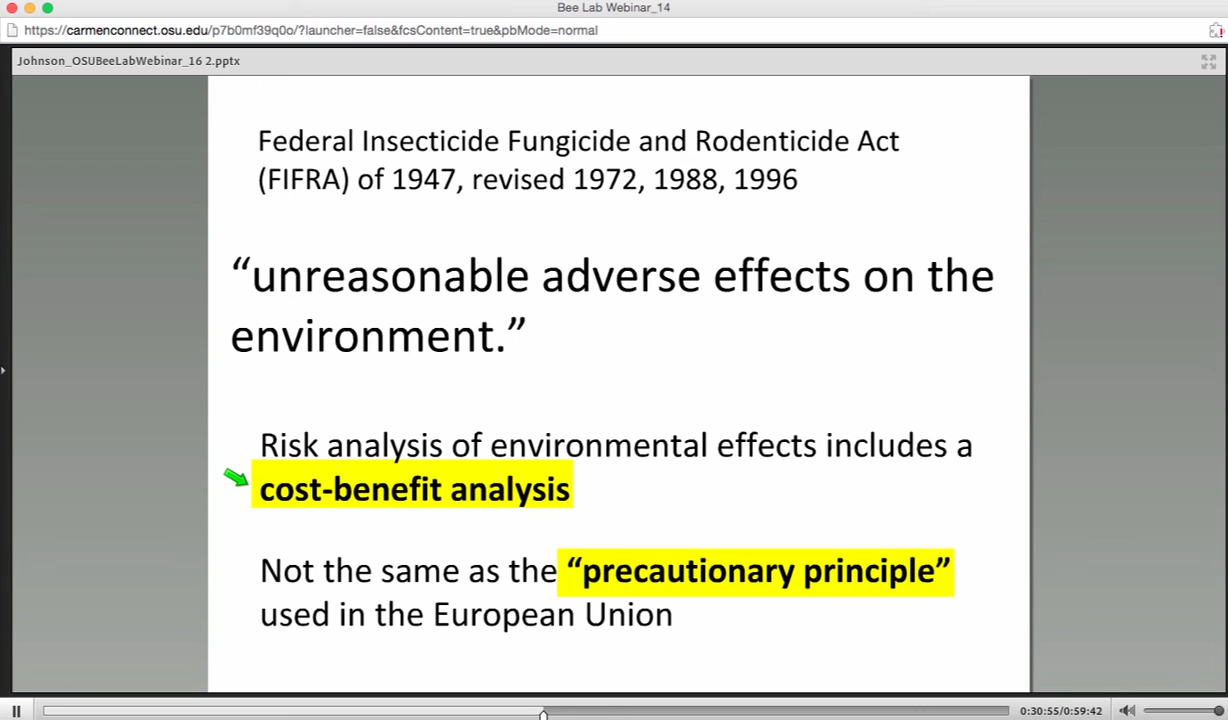 Bee Lab Webinar_14
https://carmenconnect.osu.edu/p7b0mf39q0o/?launcher=false&fcsContent=true&pbMode=normal
Johnson_OSUBeeLabWebinar_16 2.pptx
Federal Insecticide Fungicide and Rodenticide Act
(FIFRA) of 1947, revised 1972, 1988, 1996
“unreasonable adverse effects on the
environment.”
Risk analysis of environmental effects includes a
cost-benefit analysis
Not the same as the “precautionary principle”
used in the European Union
0:30:55/0:59:42